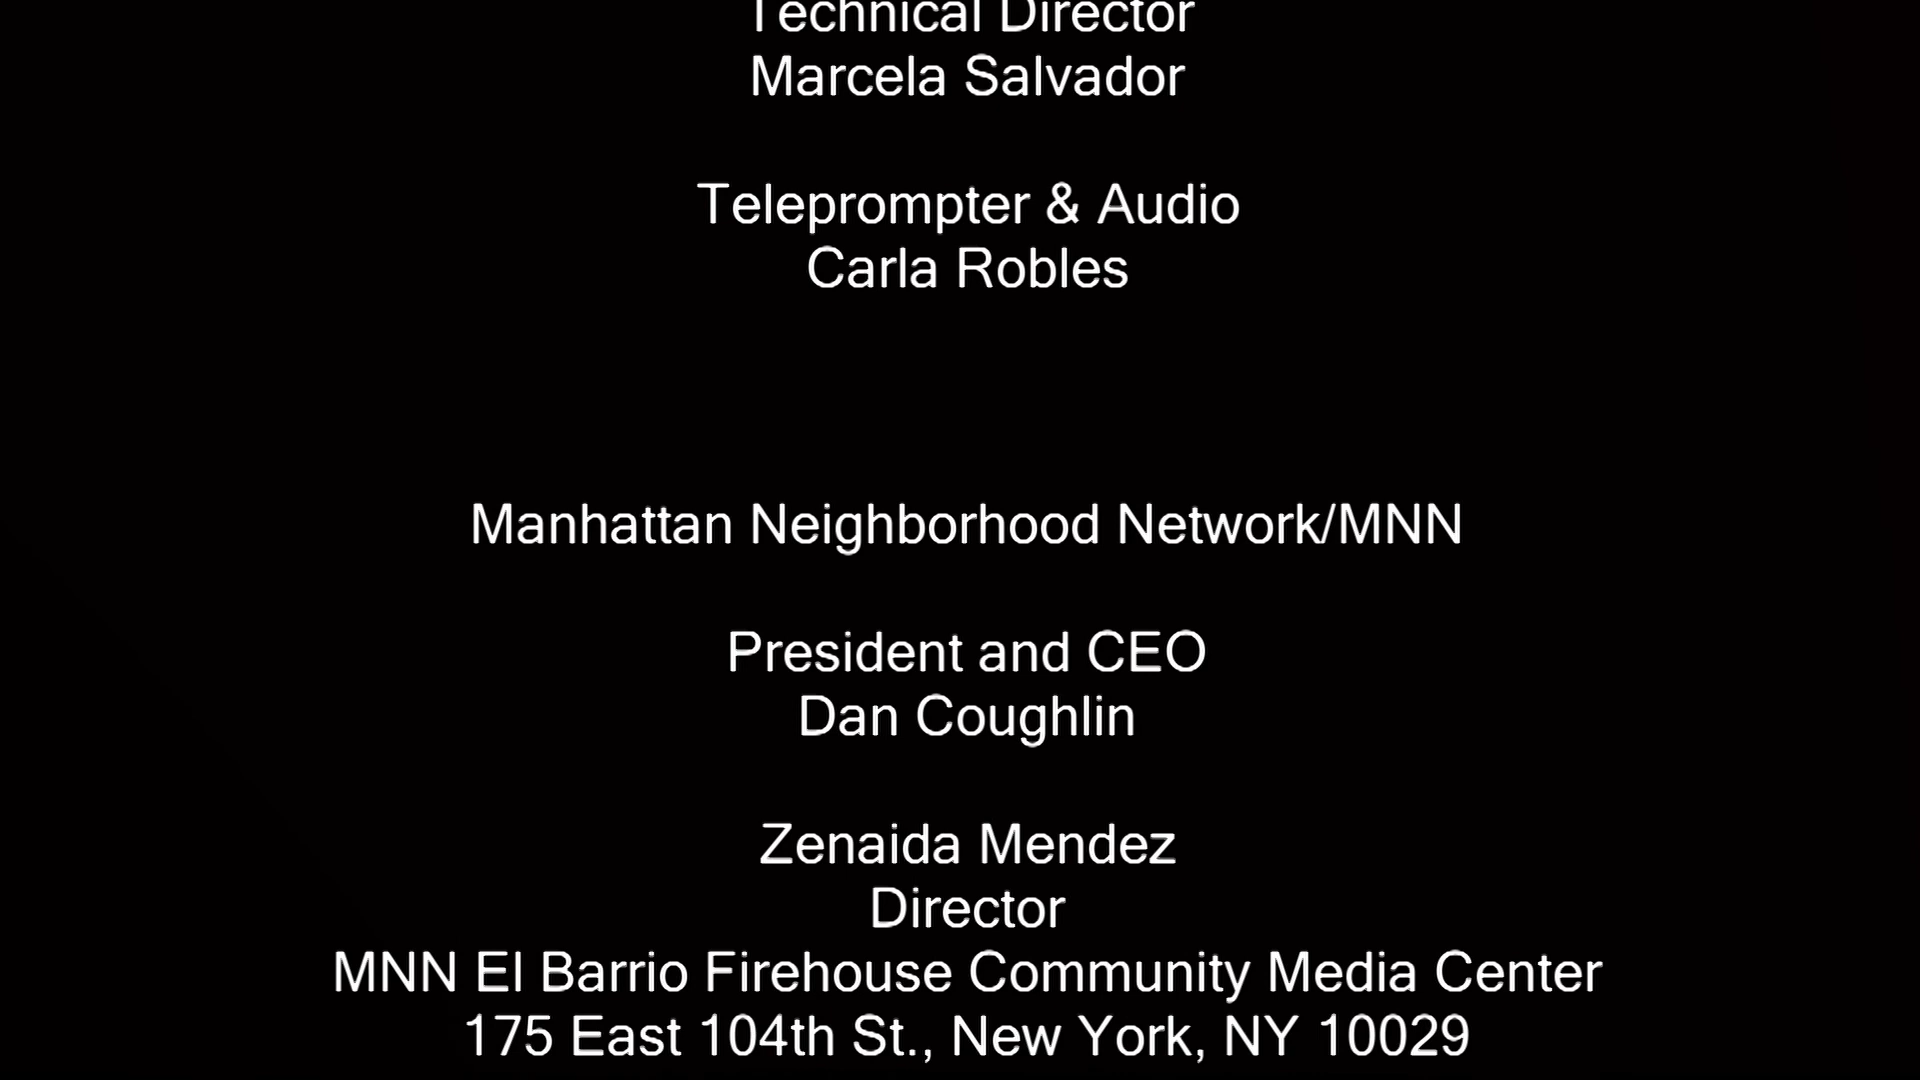 Technical Director
Marcela Salvador
Teleprompter & Audio
Carla Robles
Manhattan Neighborhood Network/MNN
President and CEO
Dan Coughlin
Zenaida Mendez
Director
MNN El Barrio Firehouse Community Media Center
175 East 104th St., New York, NY 10029